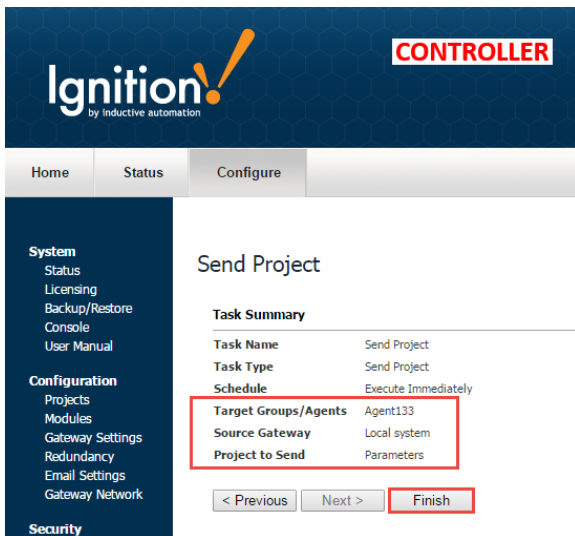 CONTROLLER
Ignition!
by inductive automation
Home Status Configure
System
Status
Licensing
Backup/Restore
Console
User Manual
Configuration
Projects
Modules
Gateway Settings
Redundancy
Email Settings
Gateway Network
Security
Send Project
Task Summary
Task Name Send Project
Task Type Send Project
Schedule Execute Immediately
Target Groups/Agents Agent133
Source Gateway Local system
Project to Send Parameters
< Previous Next > Finish